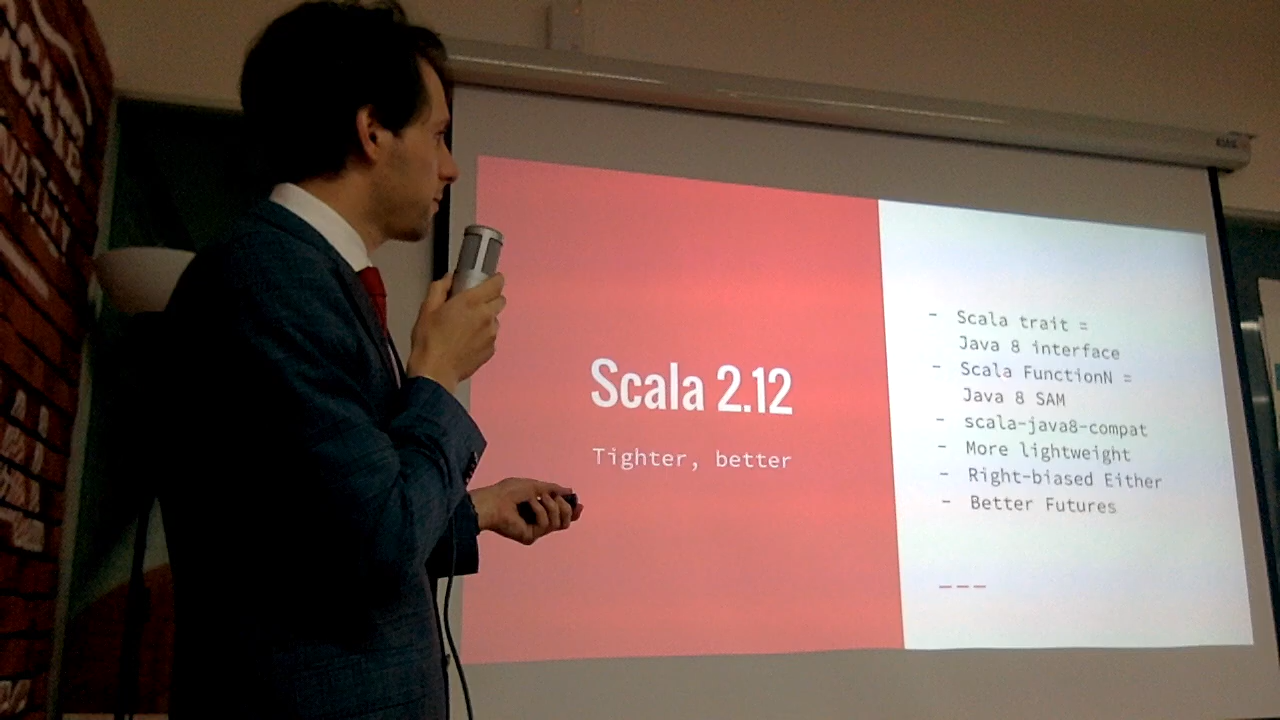 Scala 2.12
Tighter, better
- Scala trait =
Java 8 interface
- Scala FunctionN =
Java 8 SAM
- scala-java8-compat
- More lightweight
- Right-biased Either
- Better Futures